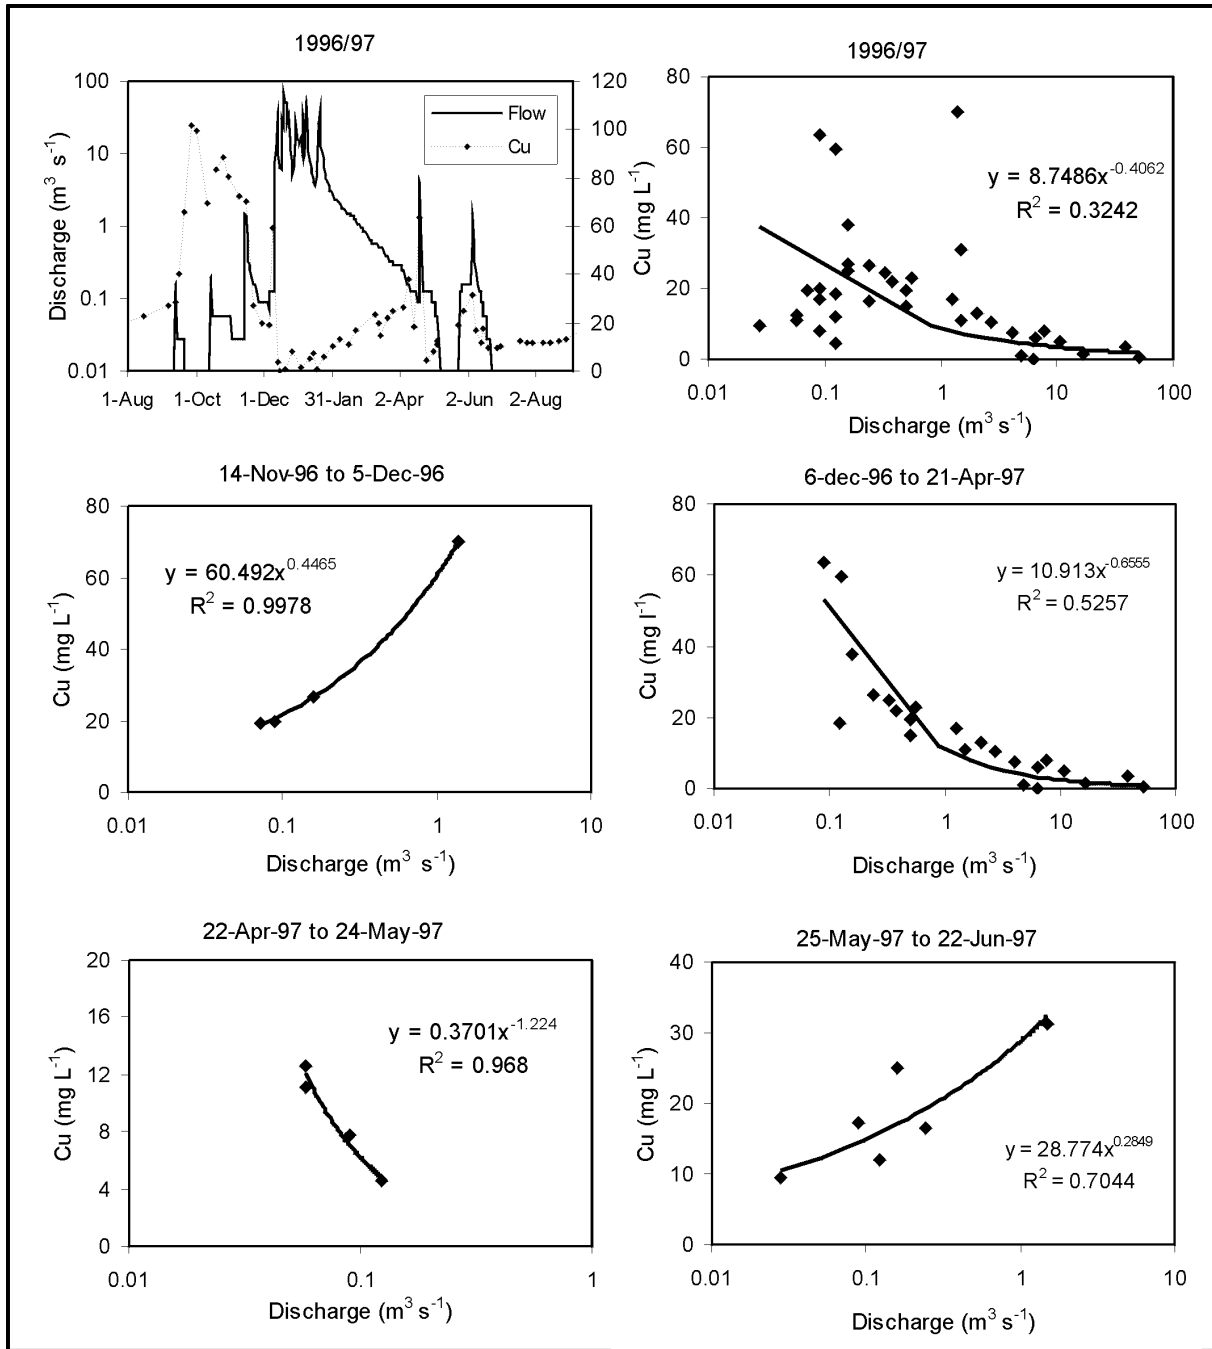 1996/97
100
10
1
0.1
0.01
Discharge (m³ s⁻¹)
120
100
80
60
40
20
0
Flow
Cu
1-Aug 1-Oct 1-Dec 31-Jan 2-Apr 2-Jun 2-Aug
1996/97
80
60
40
20
0
Cu (mg L⁻¹)
y = 8.7486x^-0.4062
R² = 0.3242
0.01 0.1 1 10 100
Discharge (m³ s⁻¹)
14-Nov-96 to 5-Dec-96
80
60
40
20
0
Cu (mg L⁻¹)
y = 60.492x^0.4465
R² = 0.9978
0.01 0.1 1 10
Discharge (m³ s⁻¹)
6-dec-96 to 21-Apr-97
80
60
40
20
0
Cu (mg l⁻¹)
y = 10.913x^-0.6555
R² = 0.5257
0.01 0.1 1 10 100
Discharge (m³ s⁻¹)
22-Apr-97 to 24-May-97
20
16
12
8
4
0
Cu (mg L⁻¹)
y = 0.3701x^-1.224
R² = 0.968
0.01 0.1 1
Discharge (m³ s⁻¹)
25-May-97 to 22-Jun-97
40
30
20
10
0
Cu (mg L⁻¹)
y = 28.774x^0.2849
R² = 0.7044
0.01 0.1 1 10
Discharge (m³ s⁻¹)